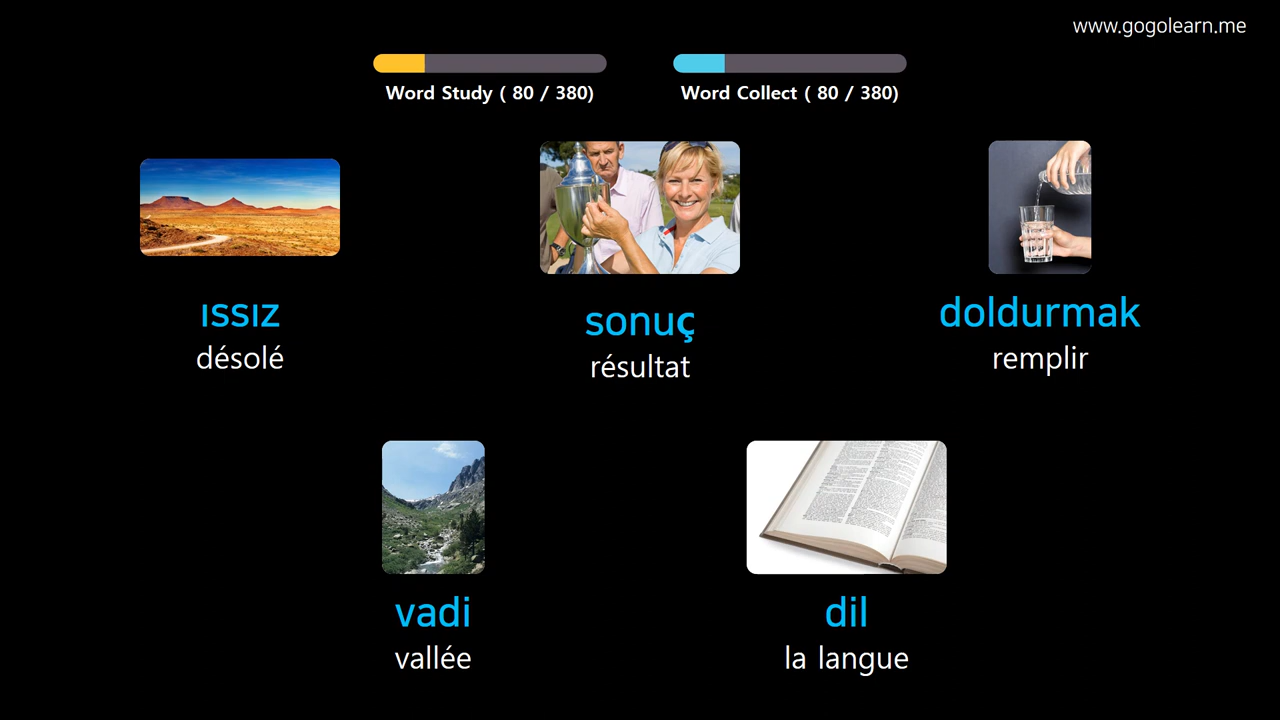 www.gogolearn.me
Word Study ( 80 / 380)
Word Collect ( 80 / 380)
ıssız
désolé
sonuç
résultat
doldurmak
remplir
vadi
vallée
dil
la langue